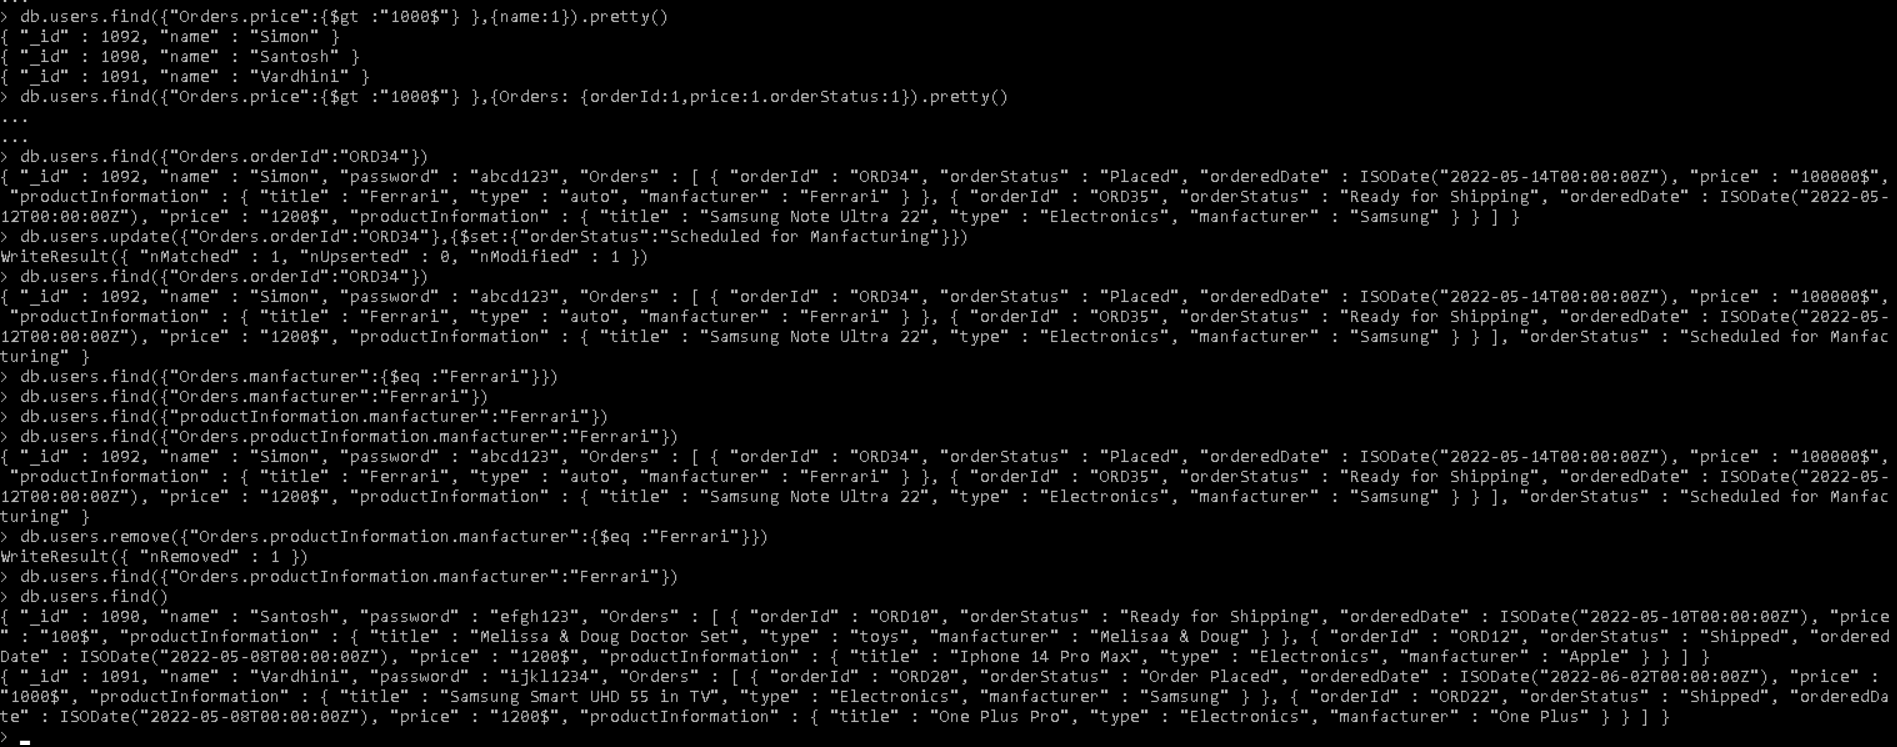 ...
> db.users.find({"Orders.price":{$gt :"1000$"} },{name:1}).pretty()
{ "_id" : 1092, "name" : "Simon" }
{ "_id" : 1090, "name" : "Santosh" }
{ "_id" : 1091, "name" : "Vardhini" }
> db.users.find({"Orders.price":{$gt :"1000$"} },{Orders: {orderId:1,price:1.orderStatus:1}).pretty()
...
...
> db.users.find({"Orders.orderId":"ORD34"})
{ "_id" : 1092, "name" : "Simon", "password" : "abcd123", "Orders" : [ { "orderId" : "ORD34", "orderStatus" : "Placed", "orderedDate" : ISODate("2022-05-14T00:00:00Z"), "price" : "100000$",
 "productInformation" : { "title" : "Ferrari", "type" : "auto", "manfacturer" : "Ferrari" } }, { "orderId" : "ORD35", "orderStatus" : "Ready for Shipping", "orderedDate" : ISODate("2022-05-
12T00:00:00Z"), "price" : "1200$", "productInformation" : { "title" : "Samsung Note Ultra 22", "type" : "Electronics", "manfacturer" : "Samsung" } } ] }
> db.users.update({"Orders.orderId":"ORD34"},{$set:{"orderStatus":"Scheduled for Manfacturing"}})
WriteResult({ "nMatched" : 1, "nUpserted" : 0, "nModified" : 1 })
> db.users.find({"Orders.orderId":"ORD34"})
{ "_id" : 1092, "name" : "Simon", "password" : "abcd123", "Orders" : [ { "orderId" : "ORD34", "orderStatus" : "Placed", "orderedDate" : ISODate("2022-05-14T00:00:00Z"), "price" : "100000$",
 "productInformation" : { "title" : "Ferrari", "type" : "auto", "manfacturer" : "Ferrari" } }, { "orderId" : "ORD35", "orderStatus" : "Ready for Shipping", "orderedDate" : ISODate("2022-05-
12T00:00:00Z"), "price" : "1200$", "productInformation" : { "title" : "Samsung Note Ultra 22", "type" : "Electronics", "manfacturer" : "Samsung" } } ], "orderStatus" : "Scheduled for Manfac
turing" }
> db.users.find({"Orders.manfacturer":{$eq :"Ferrari"}})
> db.users.find({"Orders.manfacturer":"Ferrari"})
> db.users.find({"productInformation.manfacturer":"Ferrari"})
> db.users.find({"Orders.productInformation.manfacturer":"Ferrari"})
{ "_id" : 1092, "name" : "Simon", "password" : "abcd123", "Orders" : [ { "orderId" : "ORD34", "orderStatus" : "Placed", "orderedDate" : ISODate("2022-05-14T00:00:00Z"), "price" : "100000$",
 "productInformation" : { "title" : "Ferrari", "type" : "auto", "manfacturer" : "Ferrari" } }, { "orderId" : "ORD35", "orderStatus" : "Ready for Shipping", "orderedDate" : ISODate("2022-05-
12T00:00:00Z"), "price" : "1200$", "productInformation" : { "title" : "Samsung Note Ultra 22", "type" : "Electronics", "manfacturer" : "Samsung" } } ], "orderStatus" : "Scheduled for Manfac
turing" }
> db.users.remove({"Orders.productInformation.manfacturer":{$eq :"Ferrari"}})
WriteResult({ "nRemoved" : 1 })
> db.users.find({"Orders.productInformation.manfacturer":"Ferrari"})
> db.users.find()
{ "_id" : 1090, "name" : "Santosh", "password" : "efgh123", "Orders" : [ { "orderId" : "ORD10", "orderStatus" : "Ready for Shipping", "orderedDate" : ISODate("2022-05-10T00:00:00Z"), "price
" : "100$", "productInformation" : { "title" : "Melissa & Doug Doctor Set", "type" : "toys", "manfacturer" : "Melisaa & Doug" } }, { "orderId" : "ORD12", "orderStatus" : "Shipped", "ordered
Date" : ISODate("2022-05-08T00:00:00Z"), "price" : "1200$", "productInformation" : { "title" : "Iphone 14 Pro Max", "type" : "Electronics", "manfacturer" : "Apple" } } ] }
{ "_id" : 1091, "name" : "Vardhini", "password" : "ijkl1234", "Orders" : [ { "orderId" : "ORD20", "orderStatus" : "Order Placed", "orderedDate" : ISODate("2022-06-02T00:00:00Z"), "price" :
"1000$", "productInformation" : { "title" : "Samsung Smart UHD 55 in TV", "type" : "Electronics", "manfacturer" : "Samsung" } }, { "orderId" : "ORD22", "orderStatus" : "Shipped", "orderedDa
te" : ISODate("2022-05-08T00:00:00Z"), "price" : "1200$", "productInformation" : { "title" : "One Plus Pro", "type" : "Electronics", "manfacturer" : "One Plus" } } ] }
>